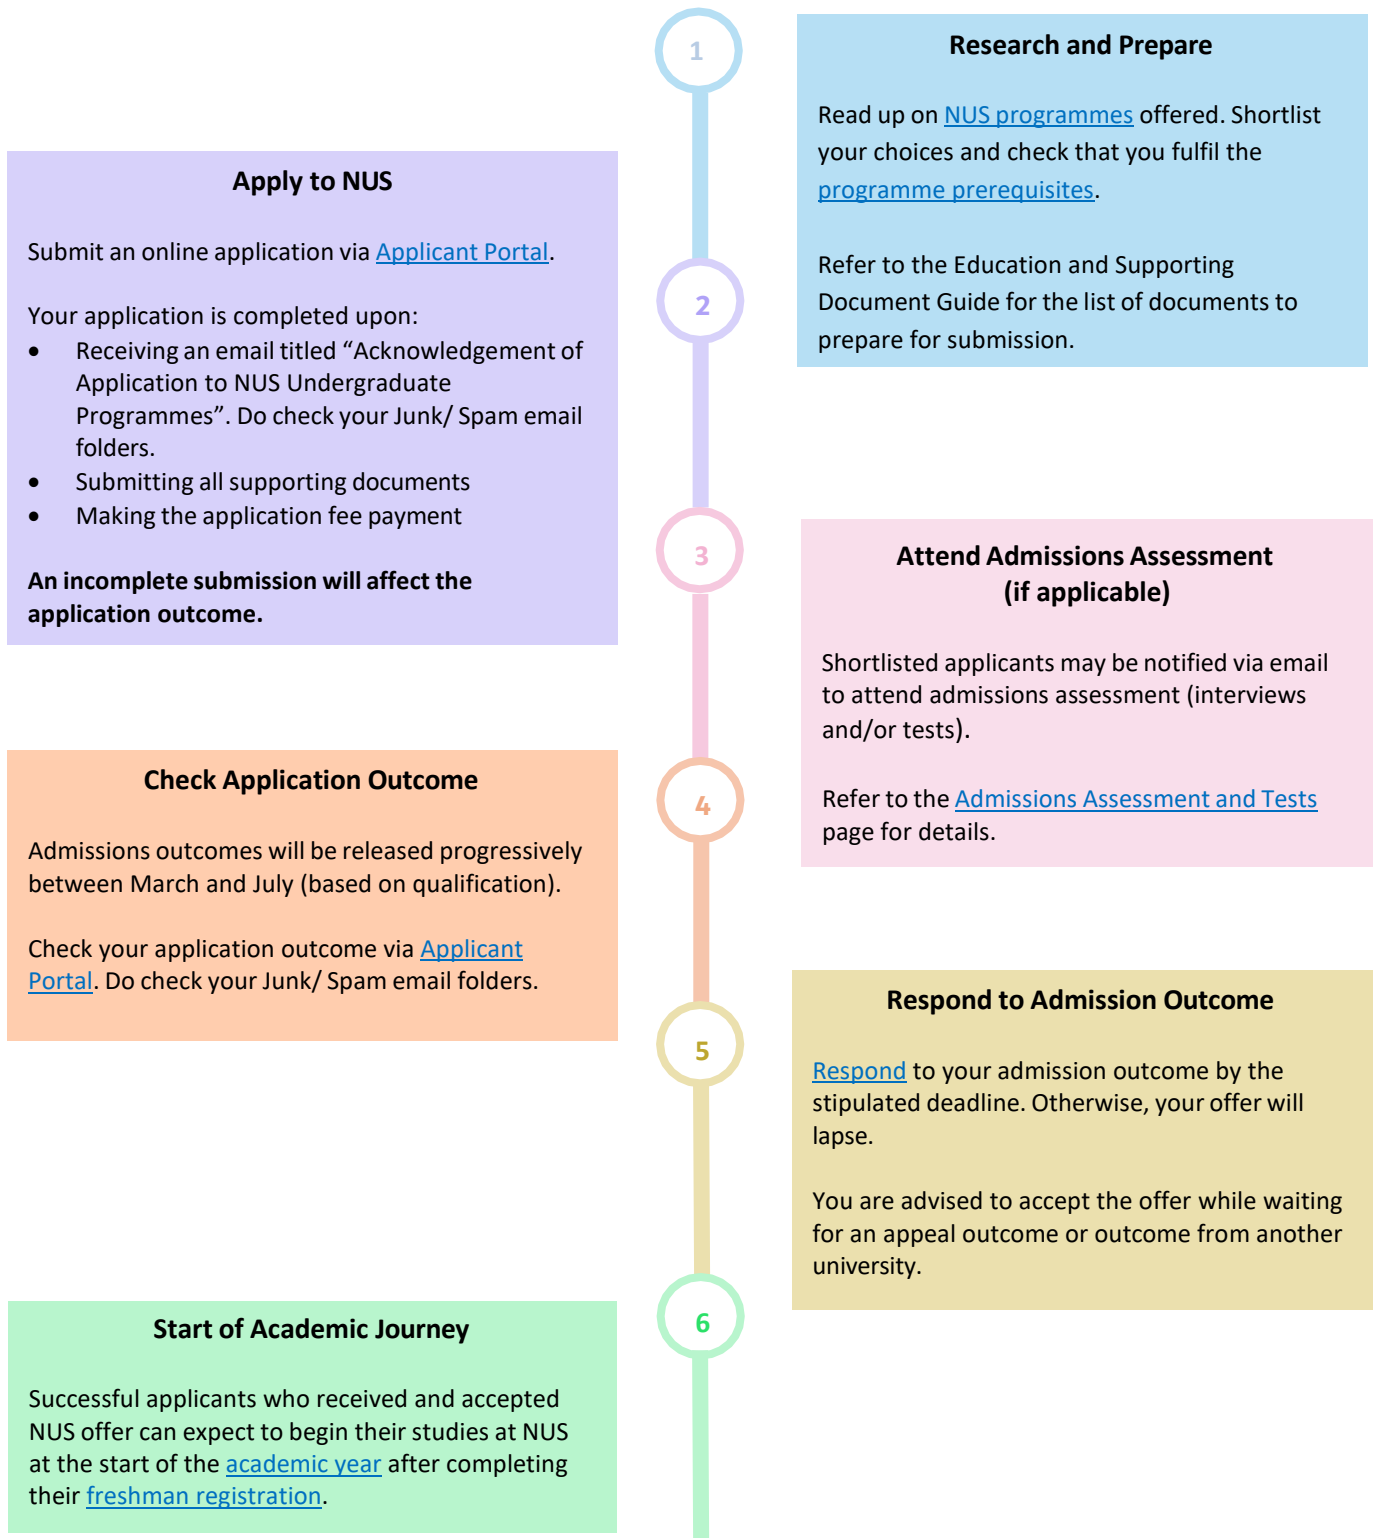 1
Research and Prepare
Read up on NUS programmes offered. Shortlist
your choices and check that you fulfil the
programme prerequisites.
Refer to the Education and Supporting
Document Guide for the list of documents to
prepare for submission.
2
Apply to NUS
Submit an online application via Applicant Portal.
Your application is completed upon:
• Receiving an email titled “Acknowledgement of
Application to NUS Undergraduate
Programmes”. Do check your Junk/ Spam email
folders.
• Submitting all supporting documents
• Making the application fee payment
An incomplete submission will affect the
application outcome.
3
Attend Admissions Assessment
(if applicable)
Shortlisted applicants may be notified via email
to attend admissions assessment (interviews
and/or tests).
Refer to the Admissions Assessment and Tests
page for details.
4
Check Application Outcome
Admissions outcomes will be released progressively
between March and July (based on qualification).
Check your application outcome via Applicant
Portal. Do check your Junk/ Spam email folders.
5
Respond to Admission Outcome
Respond to your admission outcome by the
stipulated deadline. Otherwise, your offer will
lapse.
You are advised to accept the offer while waiting
for an appeal outcome or outcome from another
university.
6
Start of Academic Journey
Successful applicants who received and accepted
NUS offer can expect to begin their studies at NUS
at the start of the academic year after completing
their freshman registration.